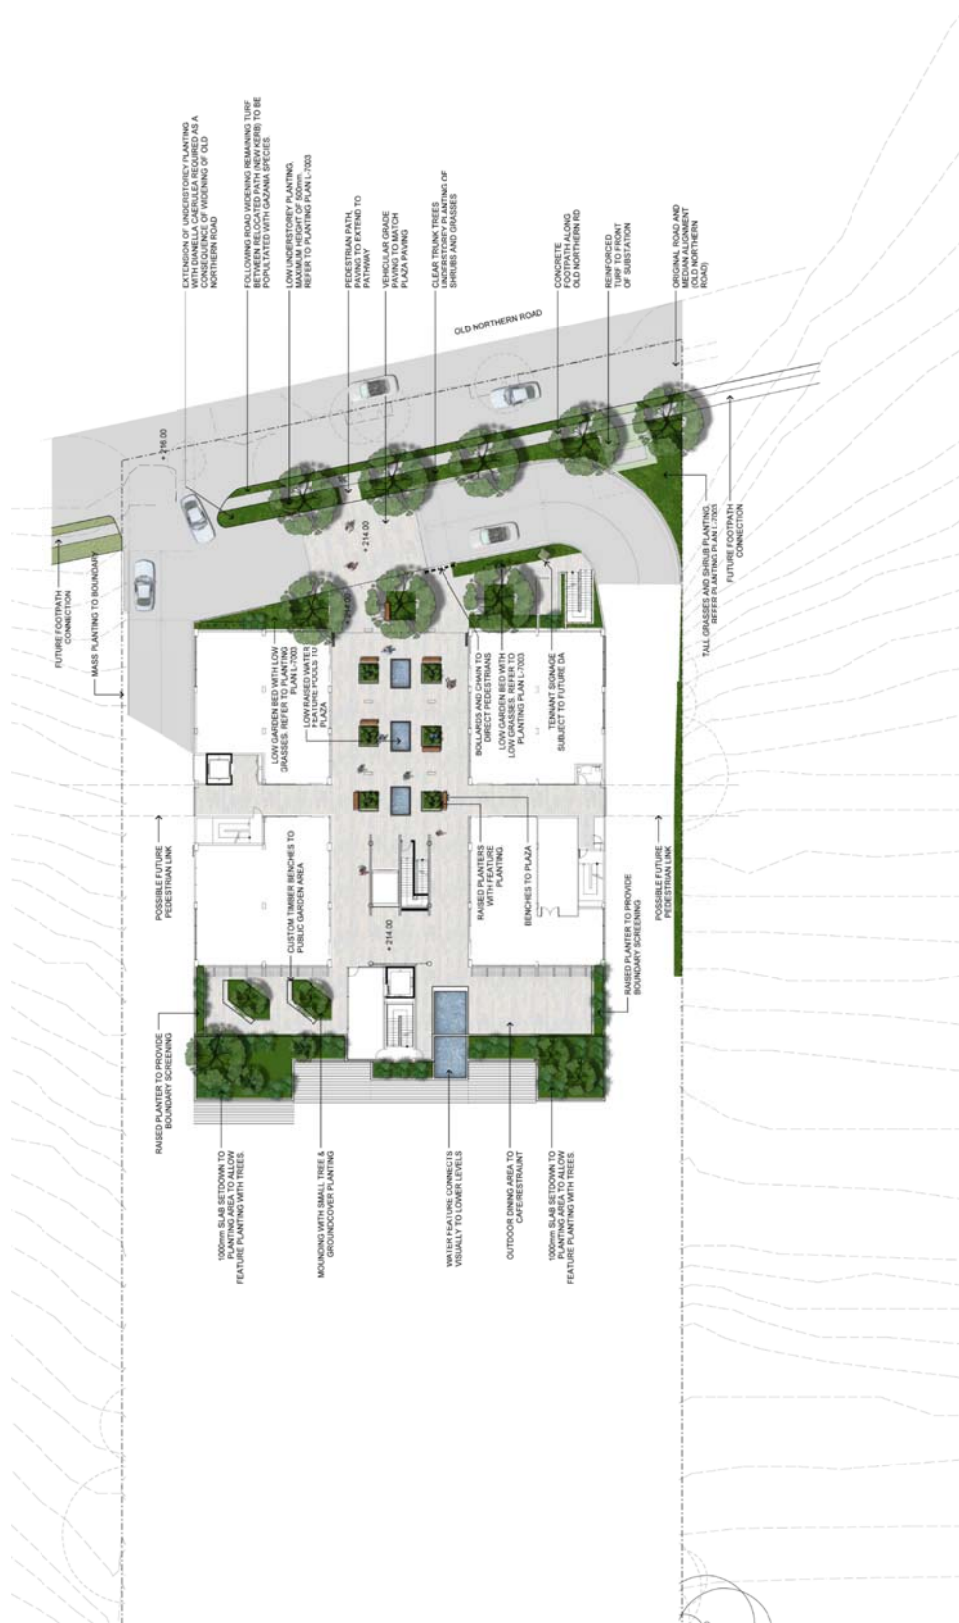 EXTENSION OF UNDERSTOREY PLANTING
WITH DIANELLA CAERULEA REQUIRED AS A
CONSEQUENCE OF WIDENING OF OLD
NORTHERN ROAD
FOLLOWING ROAD WIDENING REMAINING TURF
BETWEEN RELOCATED PATH (NEW KERB) TO BE
POPULTATED WITH GAZANIA SPECIES.
LOW UNDERSTOREY PLANTING.
MAXIMUM HEIGHT OF 500mm.
REFER TO PLANTING PLAN L-7003
PEDESTRIAN PATH,
PAVING TO EXTEND TO
PATHWAY
VEHICULAR GRADE
PAVING TO MATCH
PLAZA PAVING
CLEAR TRUNK TREES
UNDERSTOREY PLANTING OF
SHRUBS AND GRASSES
CONCRETE
FOOTPATH ALONG
OLD NORTHERN RD
REINFORCED
TURF TO FRONT
OF SUBSTATION
ORIGINAL ROAD AND
MEDIAN ALIGNMENT
(OLD NORTHERN
ROAD)
OLD NORTHERN ROAD
+ 216.00
+ 214.00
FUTURE FOOTPATH
CONNECTION
MASS PLANTING TO BOUNDARY
LOW GARDEN BED WITH LOW
GRASSES. REFER TO PLANTING
PLAN L-7003
LOW RAISED WATER
FEATURE POOLS TO
PLAZA
BOLLARDS AND CHAIN TO
DIRECT PEDESTRIANS
LOW GARDEN BED WITH
LOW GRASSES. REFER TO
PLANTING PLAN L-7003
TENNANT SIGNAGE
SUBJECT TO FUTURE DA
TALL GRASSES AND SHRUB PLANTING.
REFER PLANTING PLAN L-7003
FUTURE FOOTPATH
CONNECTION
POSSIBLE FUTURE
PEDESTRIAN LINK
CUSTOM TIMBER BENCHES TO
PUBLIC GARDEN AREA
+ 214.00
RAISED PLANTERS
WITH FEATURE
PLANTING.
BENCHES TO PLAZA
POSSIBLE FUTURE
PEDESTRIAN LINK
RAISED PLANTER TO PROVIDE
BOUNDARY SCREENING
RAISED PLANTER TO PROVIDE
BOUNDARY SCREENING
1000mm SLAB SETDOWN TO
PLANTING AREA TO ALLOW
FEATURE PLANTING WITH TREES.
MOUNDING WITH SMALL TREE &
GROUNDCOVER PLANTING
WATER FEATURE CONNECTS
VISUALLY TO LOWER LEVELS
OUTDOOR DINING AREA TO
CAFE/RESTRAUNT
1000mm SLAB SETDOWN TO
PLANTING AREA TO ALLOW
FEATURE PLANTING WITH TREES.